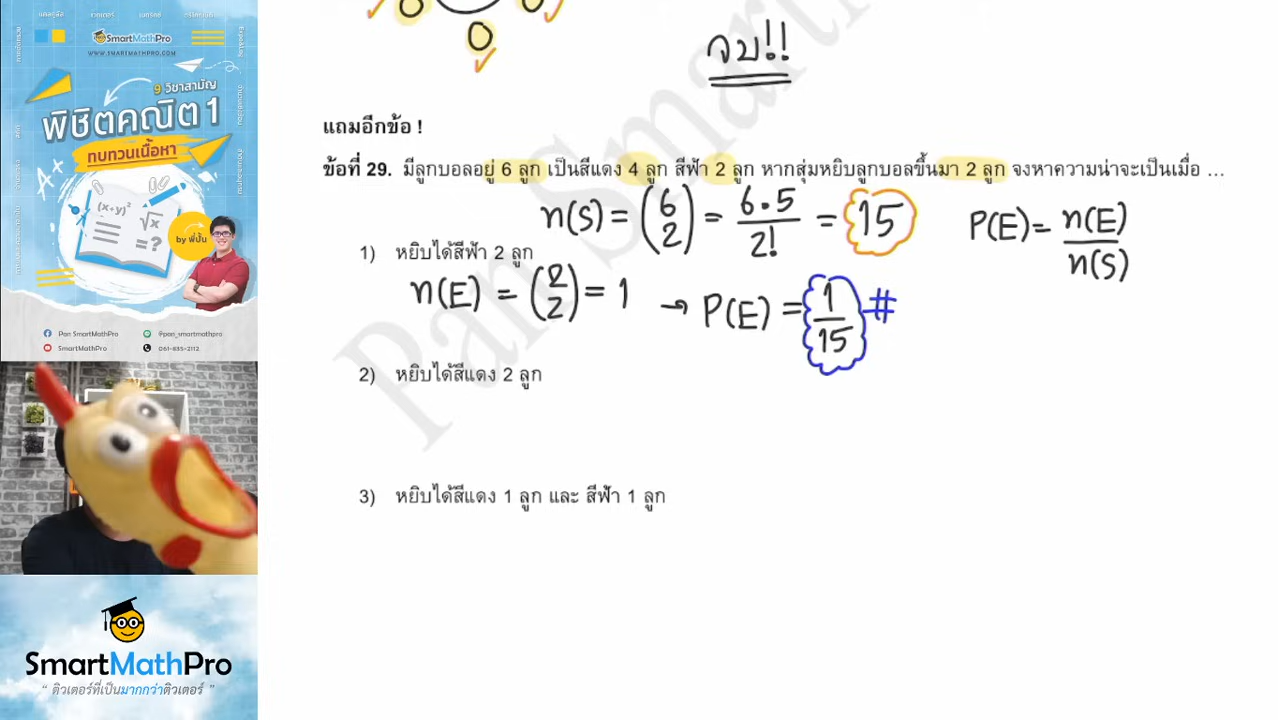 SmartMathPro
WWW.SMARTMATHPRO.COM
9 วิชาสามัญ
พิชิตคณิต 1
ทบทวนเนื้อหา
A+
(x+y)²
√x
=?
by พี่ปั้น
Pan SmartMathPro
@pan_smartmathpro
SmartMathPro
061-835-2112
SmartMathPro
" ติวเตอร์ที่เป็นมากกว่าติวเตอร์ "
จบ!!
แถมอีกข้อ !
ข้อที่ 29. มีลูกบอลอยู่ 6 ลูก เป็นสีแดง 4 ลูก สีฟ้า 2 ลูก หากสุ่มหยิบลูกบอลขึ้นมา 2 ลูก จงหาความน่าจะเป็นเมื่อ ...
n(S) = (6 2) = 6·5/2! = 15 P(E) = n(E)/n(S)
1) หยิบได้สีฟ้า 2 ลูก
n(E) = (2 2) = 1 → P(E) = 1/15 #
2) หยิบได้สีแดง 2 ลูก
3) หยิบได้สีแดง 1 ลูก และ สีฟ้า 1 ลูก
Pan Smart